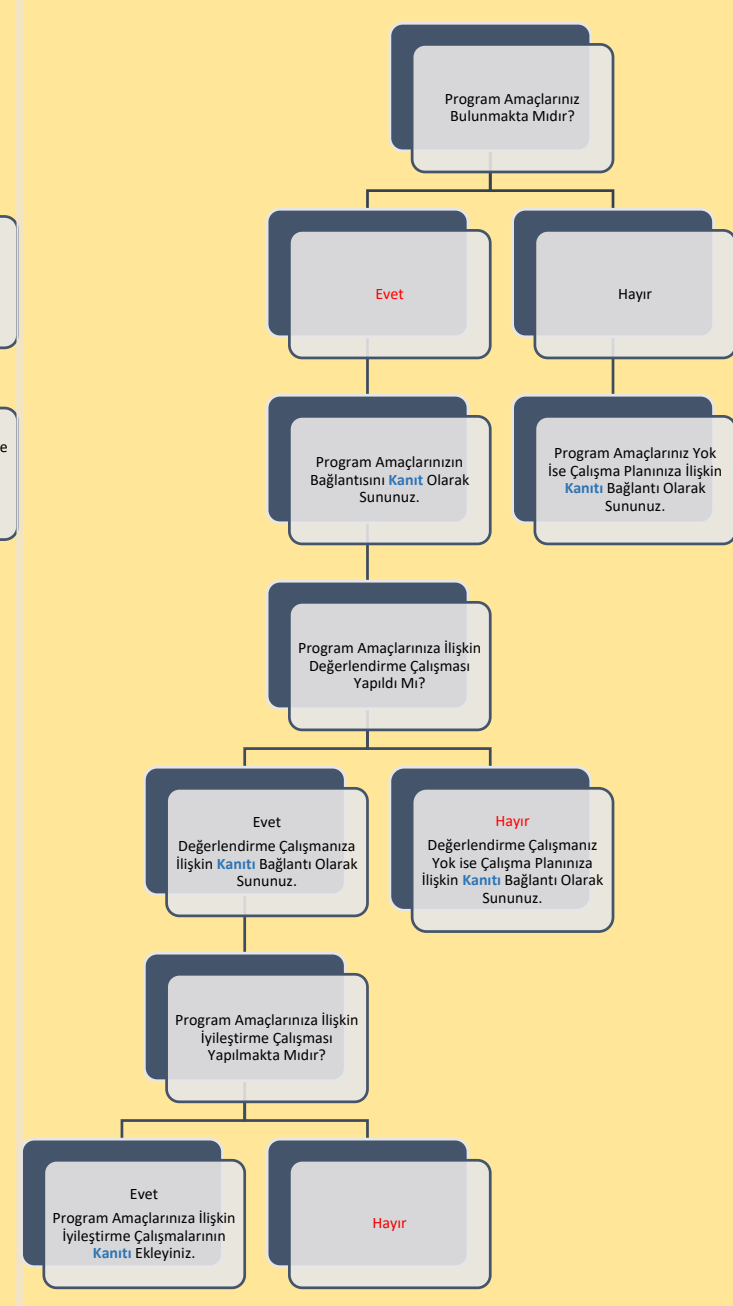 Program Amaçlarınız
Bulunmakta Mıdır?
Evet
Hayır
Program Amaçlarınızın
Bağlantısını Kanıt Olarak
Sununuz.
Program Amaçlarınız Yok
İse Çalışma Planınıza İlişkin
Kanıtı Bağlantı Olarak
Sununuz.
Program Amaçlarınıza İlişkin
Değerlendirme Çalışması
Yapıldı Mı?
Evet
Değerlendirme Çalışmanıza
İlişkin Kanıtı Bağlantı Olarak
Sununuz.
Hayır
Değerlendirme Çalışmanız
Yok ise Çalışma Planınıza
İlişkin Kanıtı Bağlantı Olarak
Sununuz.
Program Amaçlarınıza İlişkin
İyileştirme Çalışması
Yapılmakta Mıdır?
Evet
Program Amaçlarınıza İlişkin
İyileştirme Çalışmalarının
Kanıtı Ekleyiniz.
Hayır